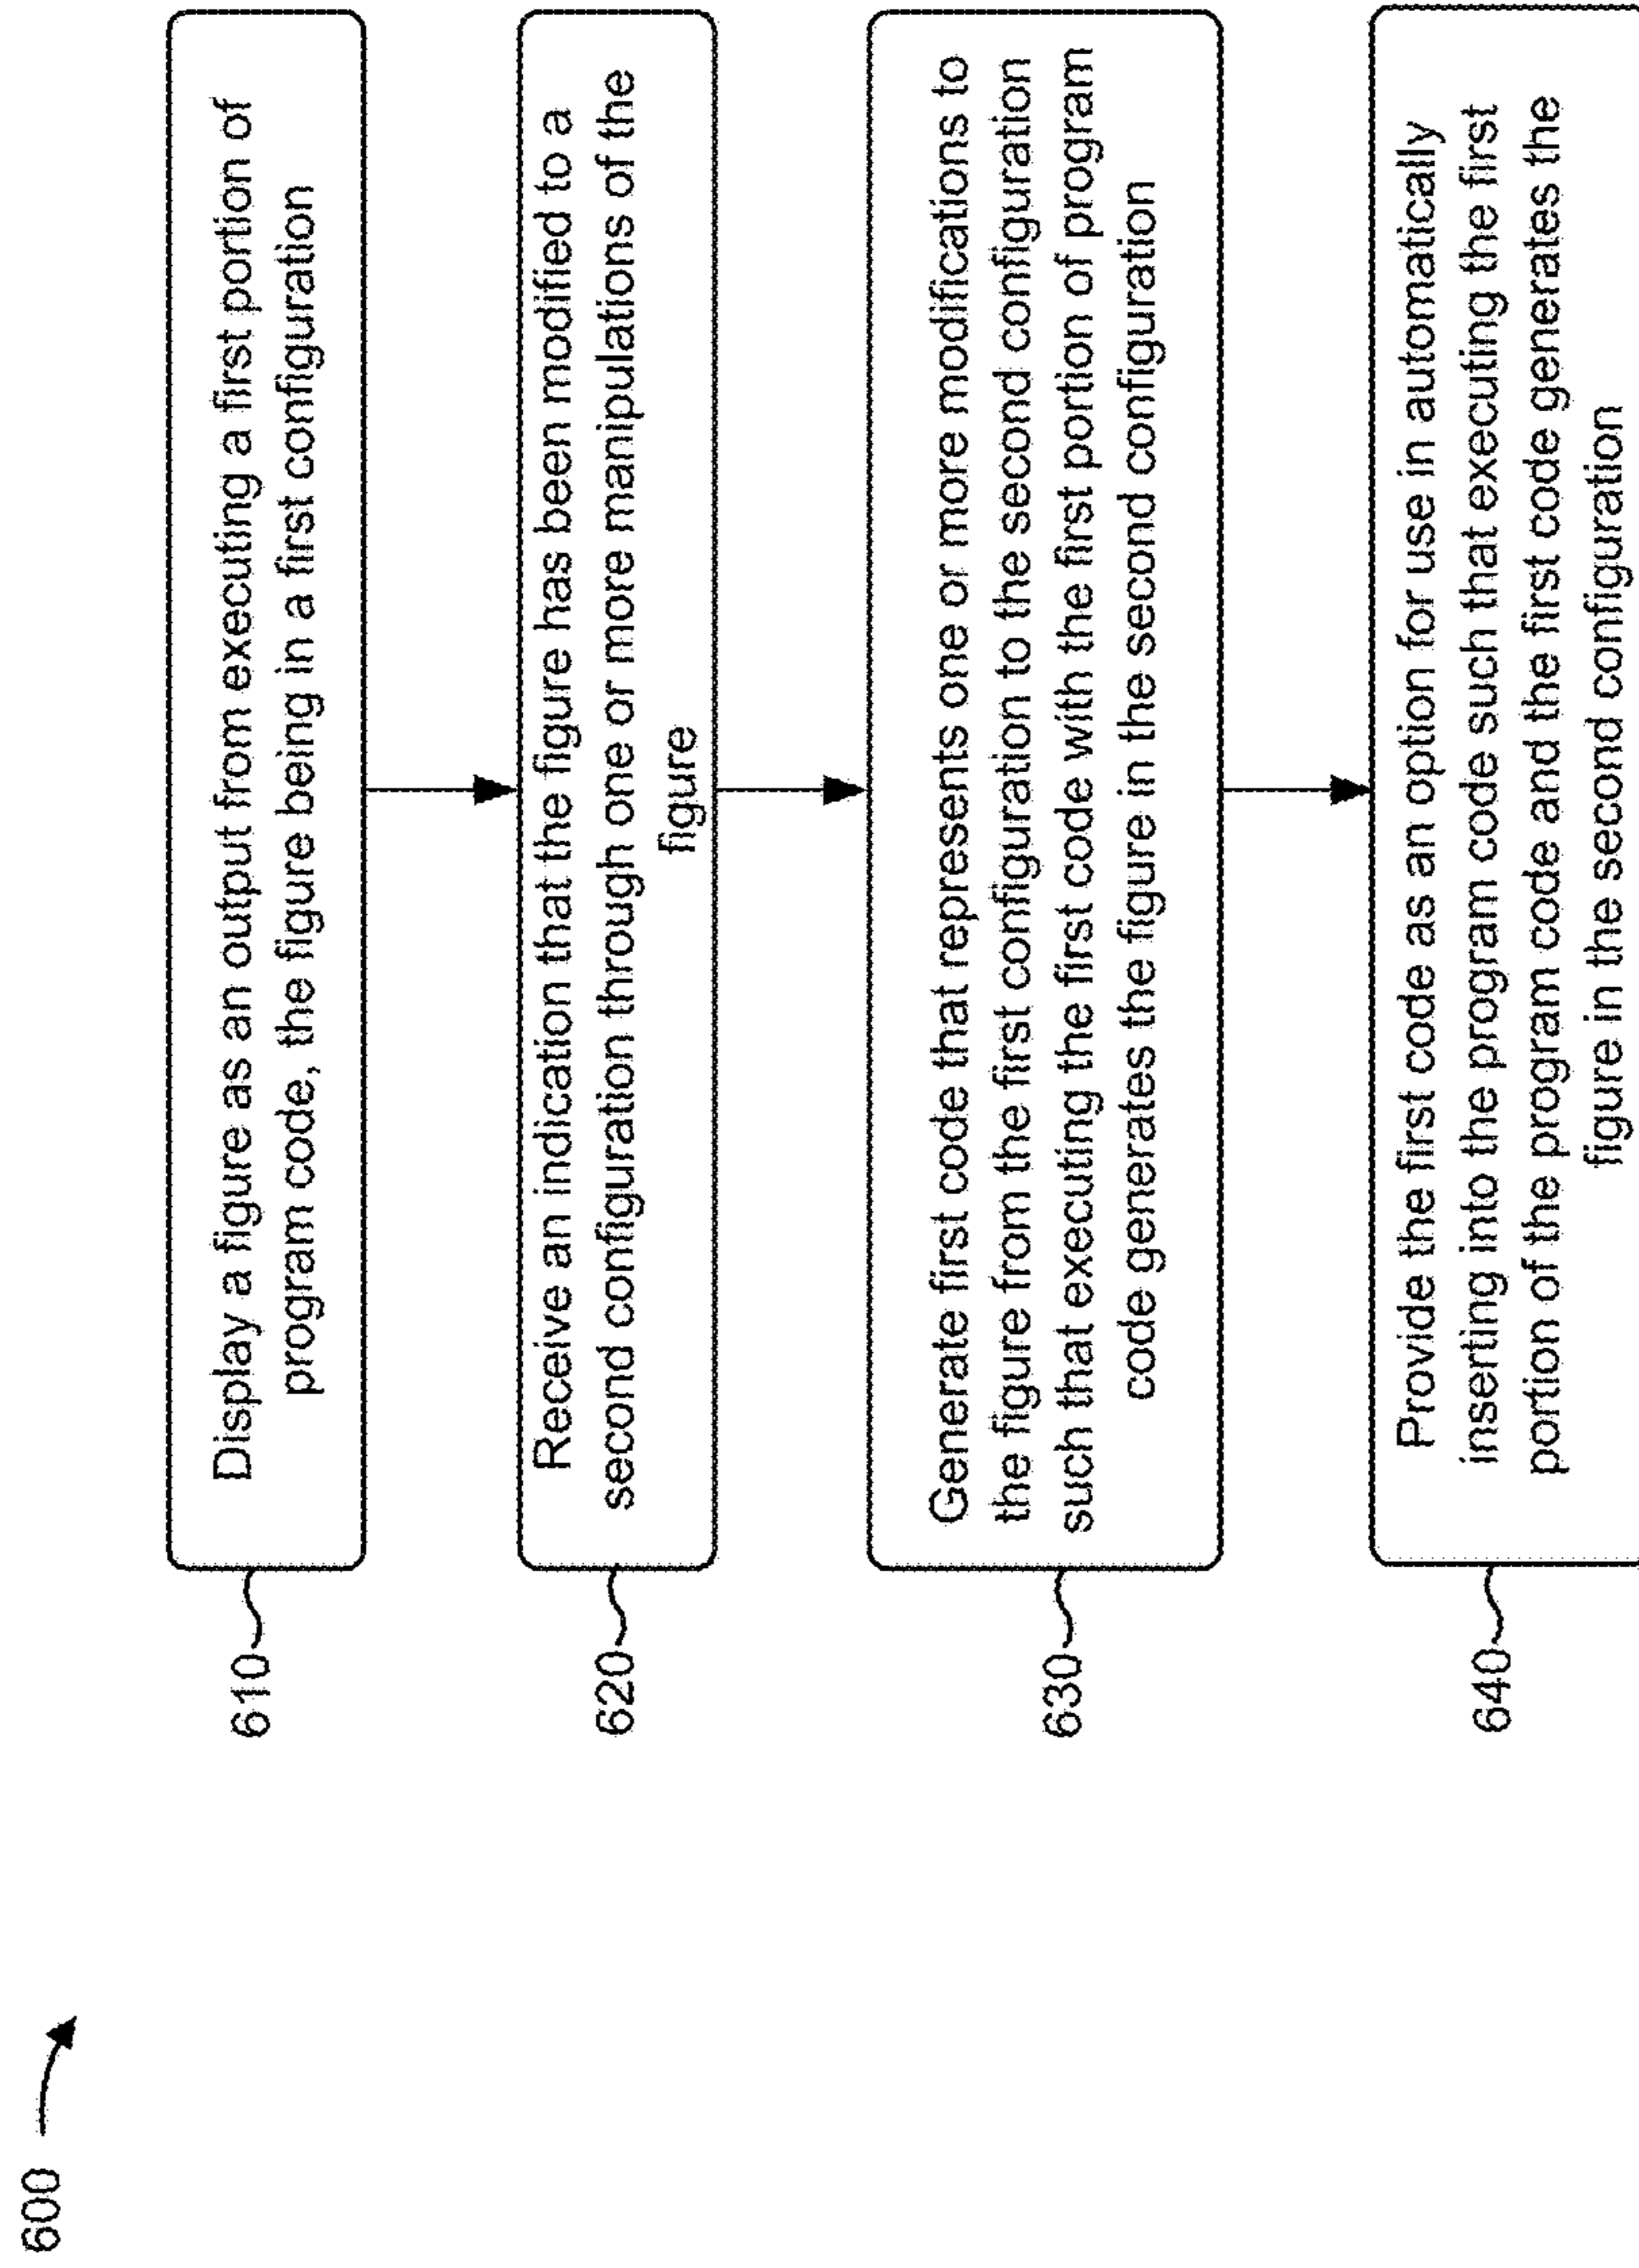 600
610
Display a figure as an output from executing a first portion of
program code, the figure being in a first configuration
620
Receive an indication that the figure has been modified to a
second configuration through one or more manipulations of the
figure
630
Generate first code that represents one or more modifications to
the figure from the first configuration to the second configuration
such that executing the first code with the first portion of program
code generates the figure in the second configuration
640
Provide the first code as an option for use in automatically
inserting into the program code such that executing the first
portion of the program code and the first code generates the
figure in the second configuration